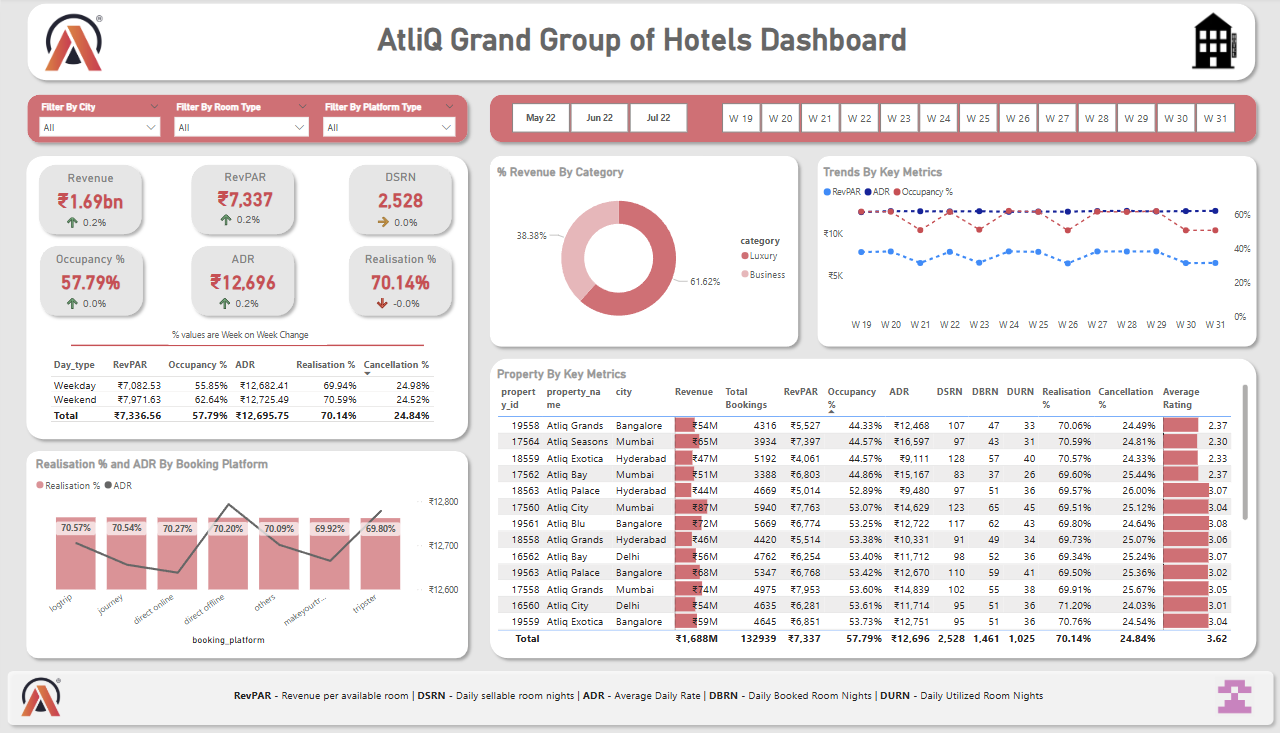 AtliQ Grand Group of Hotels Dashboard
Filter By City
Filter By Room Type
Filter By Platform Type
All
All
All
May 22 Jun 22 Jul 22
W 19 W 20 W 21 W 22 W 23 W 24 W 25 W 26 W 27 W 28 W 29 W 30 W 31
Revenue
₹1.69bn
0.2%
RevPAR
₹7,337
0.2%
DSRN
2,528
0.0%
Occupancy %
57.79%
0.0%
ADR
₹12,696
0.2%
Realisation %
70.14%
-0.0%
% values are Week on Week Change
Day_type RevPAR Occupancy % ADR Realisation % Cancellation %
Weekday ₹7,082.53 55.85% ₹12,682.41 69.94% 24.98%
Weekend ₹7,971.63 62.64% ₹12,725.49 70.59% 24.52%
Total ₹7,336.56 57.79% ₹12,695.75 70.14% 24.84%
% Revenue By Category
38.38%
61.62%
category
Luxury
Business
Trends By Key Metrics
RevPAR ADR Occupancy %
₹10K
₹5K
60%
40%
20%
0%
W 19 W 20 W 21 W 22 W 23 W 24 W 25 W 26 W 27 W 28 W 29 W 30 W 31
Realisation % and ADR By Booking Platform
Realisation % ADR
₹12,800
₹12,700
₹12,600
70.57% 70.54% 70.27% 70.20% 70.09% 69.92% 69.80%
logtrip journey direct online direct offline others makeyourtr... tripster
booking_platform
Property By Key Metrics
propert
y_id property_na
me city Revenue Total
Bookings RevPAR Occupancy
% ADR DSRN DBRN DURN Realisation
% Cancellation
% Average
Rating
19558 Atliq Grands Bangalore ₹54M 4316 ₹5,527 44.33% ₹12,468 107 47 33 70.06% 24.49% 2.37
17564 Atliq Seasons Mumbai ₹65M 3934 ₹7,397 44.57% ₹16,597 97 43 31 70.59% 24.81% 2.30
18559 Atliq Exotica Hyderabad ₹47M 5192 ₹4,061 44.57% ₹9,111 128 57 40 70.57% 24.33% 2.33
17562 Atliq Bay Mumbai ₹51M 3388 ₹6,803 44.86% ₹15,167 83 37 26 69.60% 25.44% 2.37
18563 Atliq Palace Hyderabad ₹44M 4669 ₹5,014 52.89% ₹9,480 97 51 36 69.57% 26.00% 3.07
17560 Atliq City Mumbai ₹87M 5940 ₹7,763 53.07% ₹14,629 123 65 45 69.51% 25.12% 3.04
19561 Atliq Blu Bangalore ₹72M 5669 ₹6,774 53.25% ₹12,722 117 62 43 69.80% 24.64% 3.08
18558 Atliq Grands Hyderabad ₹46M 4420 ₹5,514 53.38% ₹10,331 91 49 34 69.73% 25.07% 3.06
16562 Atliq Bay Delhi ₹56M 4762 ₹6,254 53.40% ₹11,712 98 52 36 69.34% 25.24% 3.07
19563 Atliq Palace Bangalore ₹68M 5347 ₹6,768 53.42% ₹12,670 110 59 41 69.50% 25.36% 3.02
17558 Atliq Grands Mumbai ₹74M 4975 ₹7,953 53.60% ₹14,839 102 55 38 69.91% 25.67% 3.05
16560 Atliq City Delhi ₹54M 4635 ₹6,281 53.61% ₹11,714 95 51 36 71.20% 24.03% 3.01
19559 Atliq Exotica Bangalore ₹59M 4645 ₹6,851 53.73% ₹12,751 95 51 36 70.76% 24.54% 3.04
Total ₹1,688M 132939 ₹7,337 57.79% ₹12,696 2,528 1,461 1,025 70.14% 24.84% 3.62
RevPAR - Revenue per available room | DSRN - Daily sellable room nights | ADR - Average Daily Rate | DBRN - Daily Booked Room Nights | DURN - Daily Utilized Room Nights